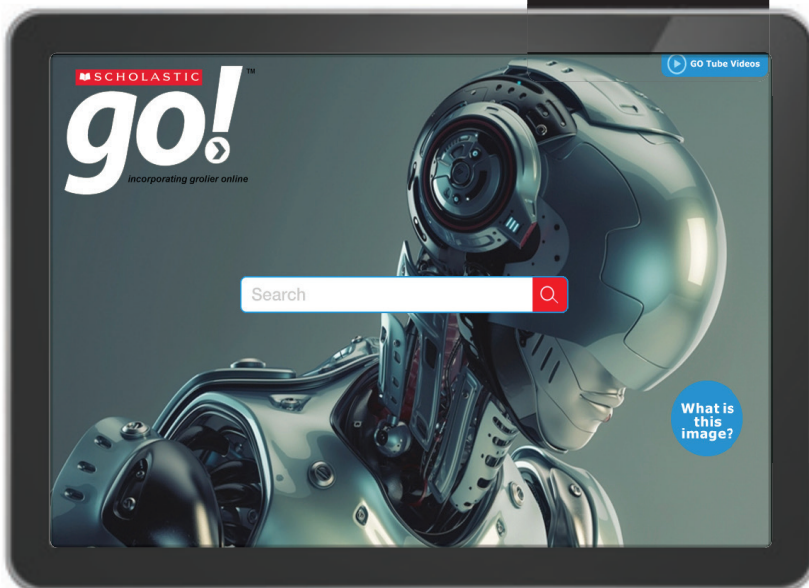 SCHOLASTIC
go!™
incorporating grolier online
GO Tube Videos
Search
What is
this
image?